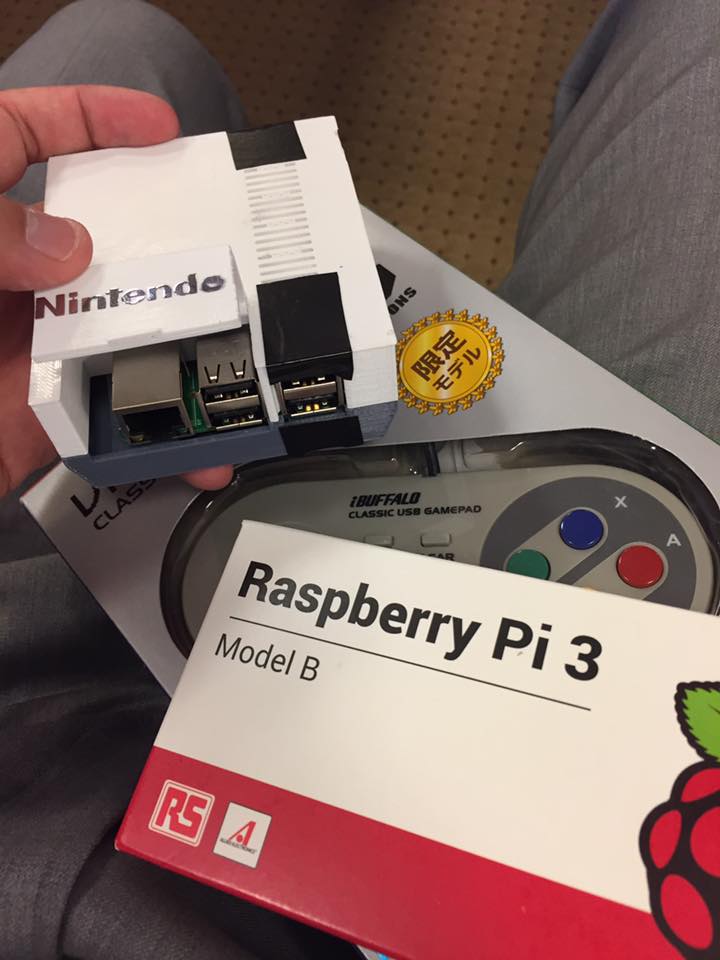 Nintendo
限定
モデル
iBUFFALO
CLASSIC USB GAMEPAD
X
A
Raspberry Pi 3
Model B
RS